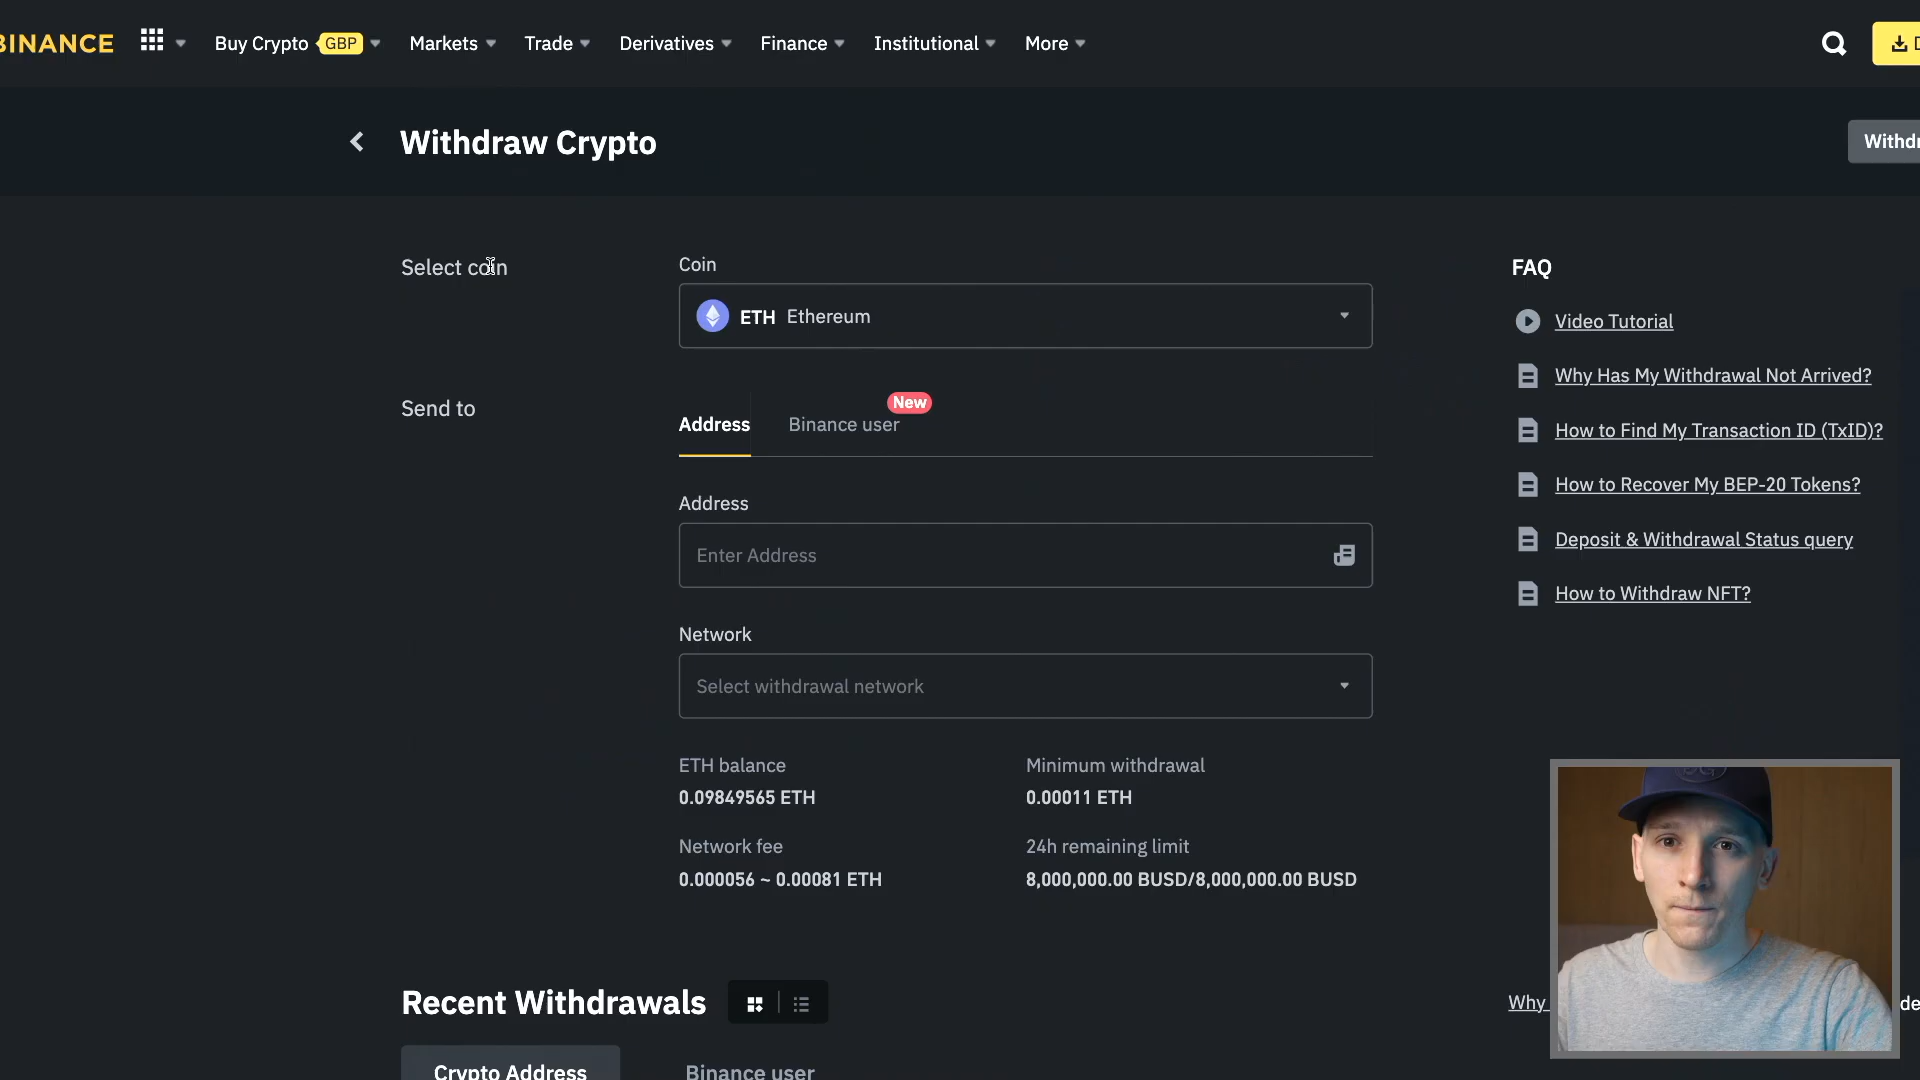 BINANCE
Buy Crypto GBP
Markets
Trade
Derivatives
Finance
Institutional
More
Withdraw Crypto
Select coin
Coin
ETH Ethereum
Send to
Address
Binance user
New
Address
Enter Address
Network
Select withdrawal network
ETH balance
0.09849565 ETH
Minimum withdrawal
0.00011 ETH
Network fee
0.000056 ~ 0.00081 ETH
24h remaining limit
8,000,000.00 BUSD/8,000,000.00 BUSD
FAQ
Video Tutorial
Why Has My Withdrawal Not Arrived?
How to Find My Transaction ID (TxID)?
How to Recover My BEP-20 Tokens?
Deposit & Withdrawal Status query
How to Withdraw NFT?
Recent Withdrawals
Why
Crypto Address
Binance user